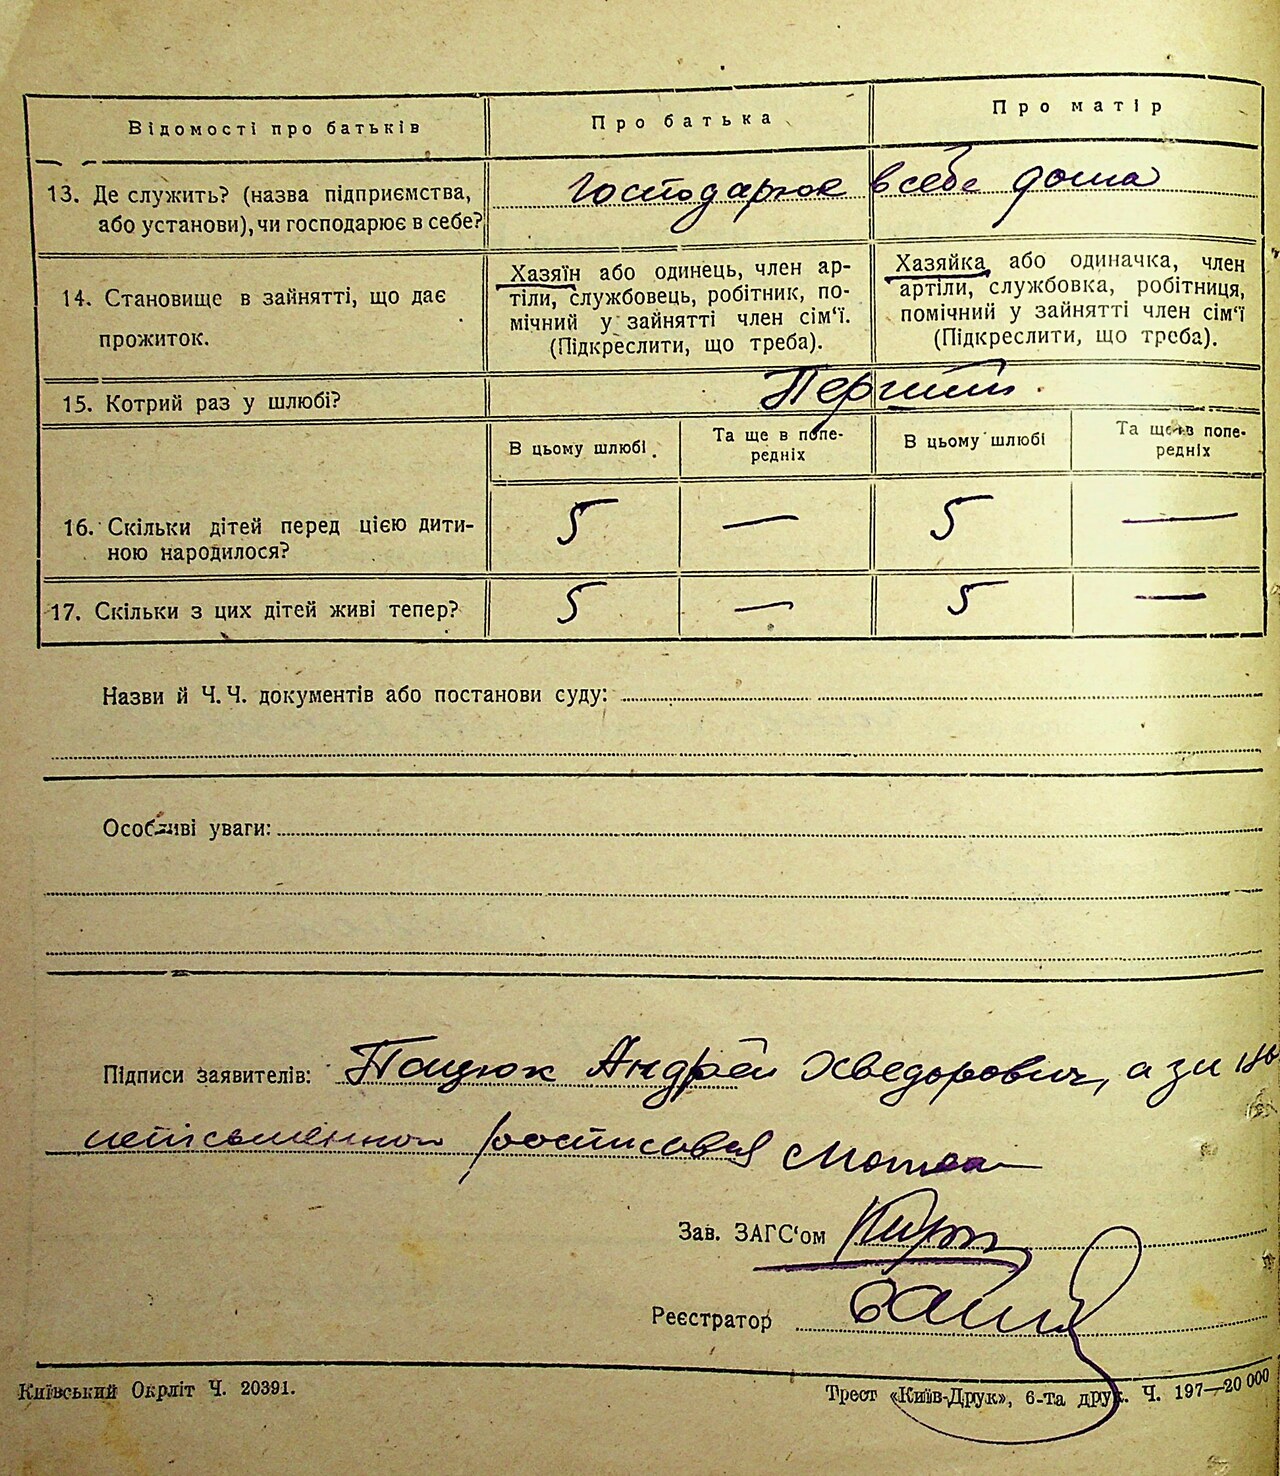 Відомості про батьків
Про батька
Про матір
13. Де служить? (назва підприємства,
або установи), чи господарює в себе?
Господарює в себе дома
14. Становище в зайнятті, що дає
прожиток.
Хазяїн або одинець, член ар-
тіли, службовець, робітник, по-
мічний у зайнятті член сім‘ї.
(Підкреслити, що треба).
Хазяйка або одиначка, член
артіли, службовка, робітниця,
помічний у зайнятті член сім‘ї
(Підкреслити, що треба).
15. Котрий раз у шлюбі?
В цьому шлюбі
Та ще в попе-
редніх
В цьому шлюбі
Та ще в попе-
редніх
16. Скільки дітей перед цією дити-
ною народилося?
5 — 5 —
17. Скільки з цих дітей живі тепер?
5 — 5 —
Назви й Ч.Ч. документів або постанови суду:
Особливі уваги:
Підписи заявителів: Пацюк Андрей Хведорович, а за
росписався
Зав. ЗАГС‘ом
Реєстратор
Київський Окрліт Ч. 20391.
Трест «Київ-Друк», 6-та друк. Ч. 197—20 000